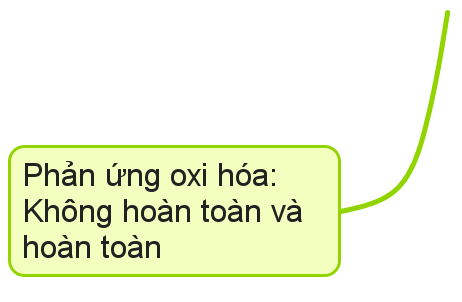 Phản ứng oxi hóa:
Không hoàn toàn và
hoàn toàn